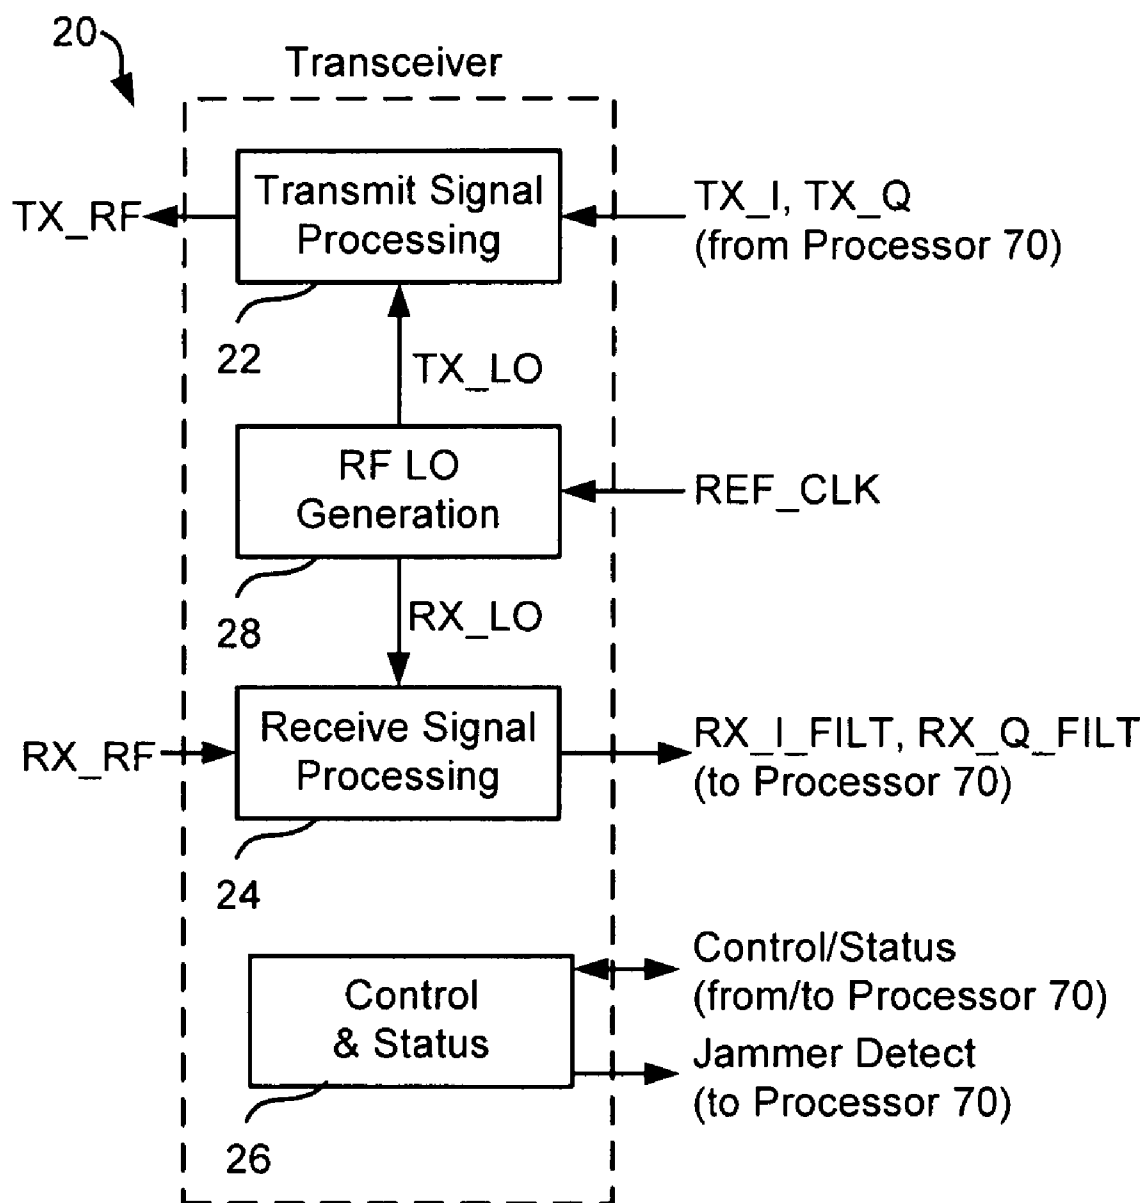 20
Transceiver
Transmit Signal
Processing
TX_RF
TX_I, TX_Q
(from Processor 70)
22
TX_LO
RF LO
Generation
REF_CLK
28
RX_LO
Receive Signal
Processing
RX_RF
RX_I_FILT, RX_Q_FILT
(to Processor 70)
24
Control
& Status
Control/Status
(from/to Processor 70)
Jammer Detect
(to Processor 70)
26